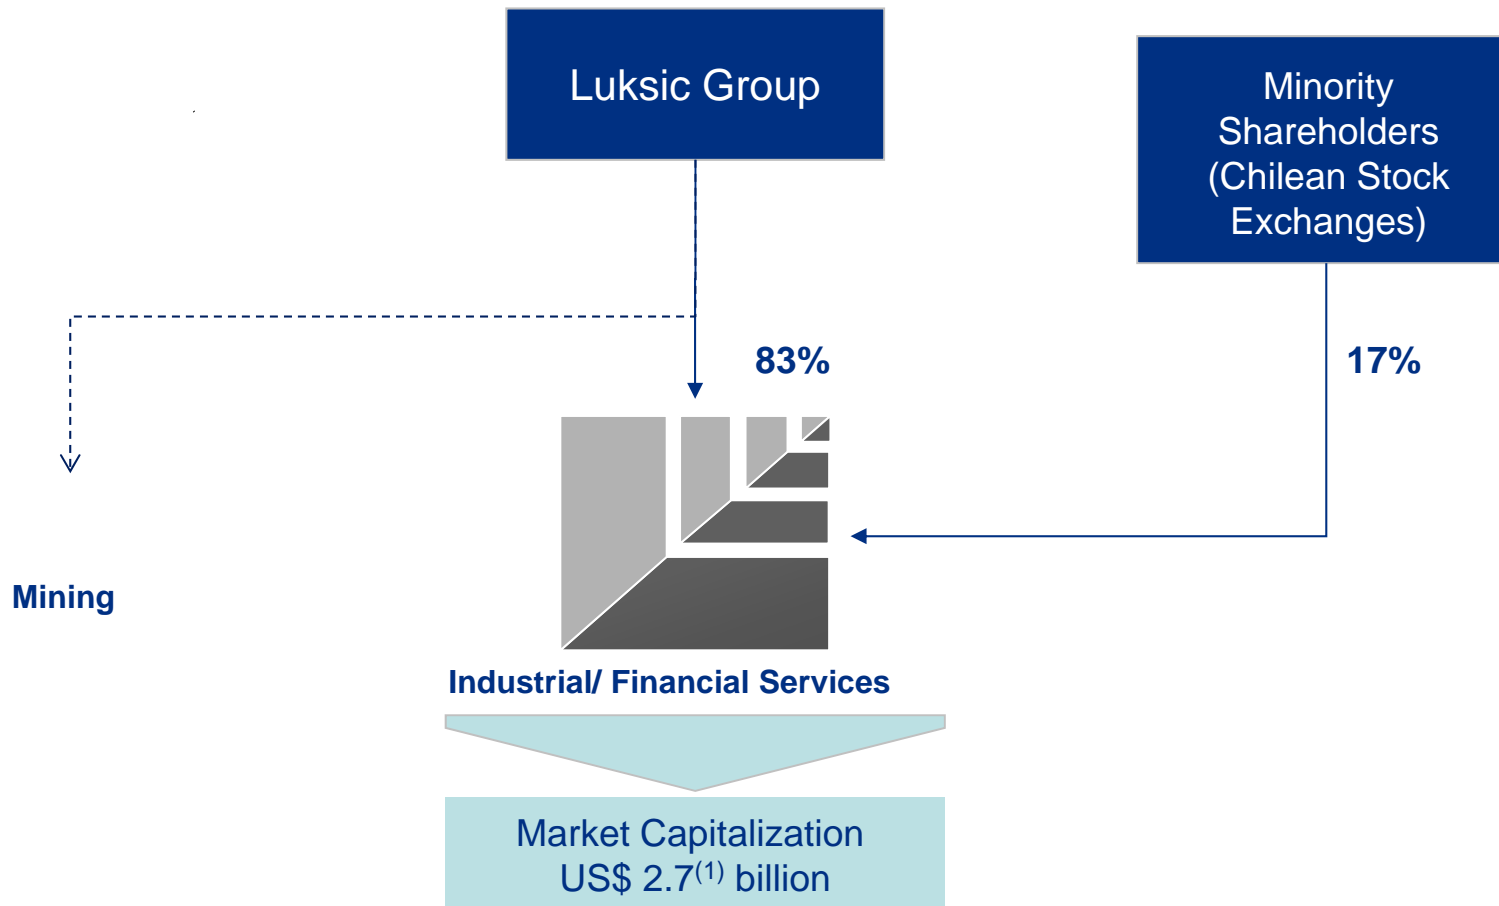 Luksic Group
Minority
Shareholders
(Chilean Stock
Exchanges)
83%
17%
Mining
Industrial/ Financial Services
Market Capitalization
US$ 2.7(1) billion